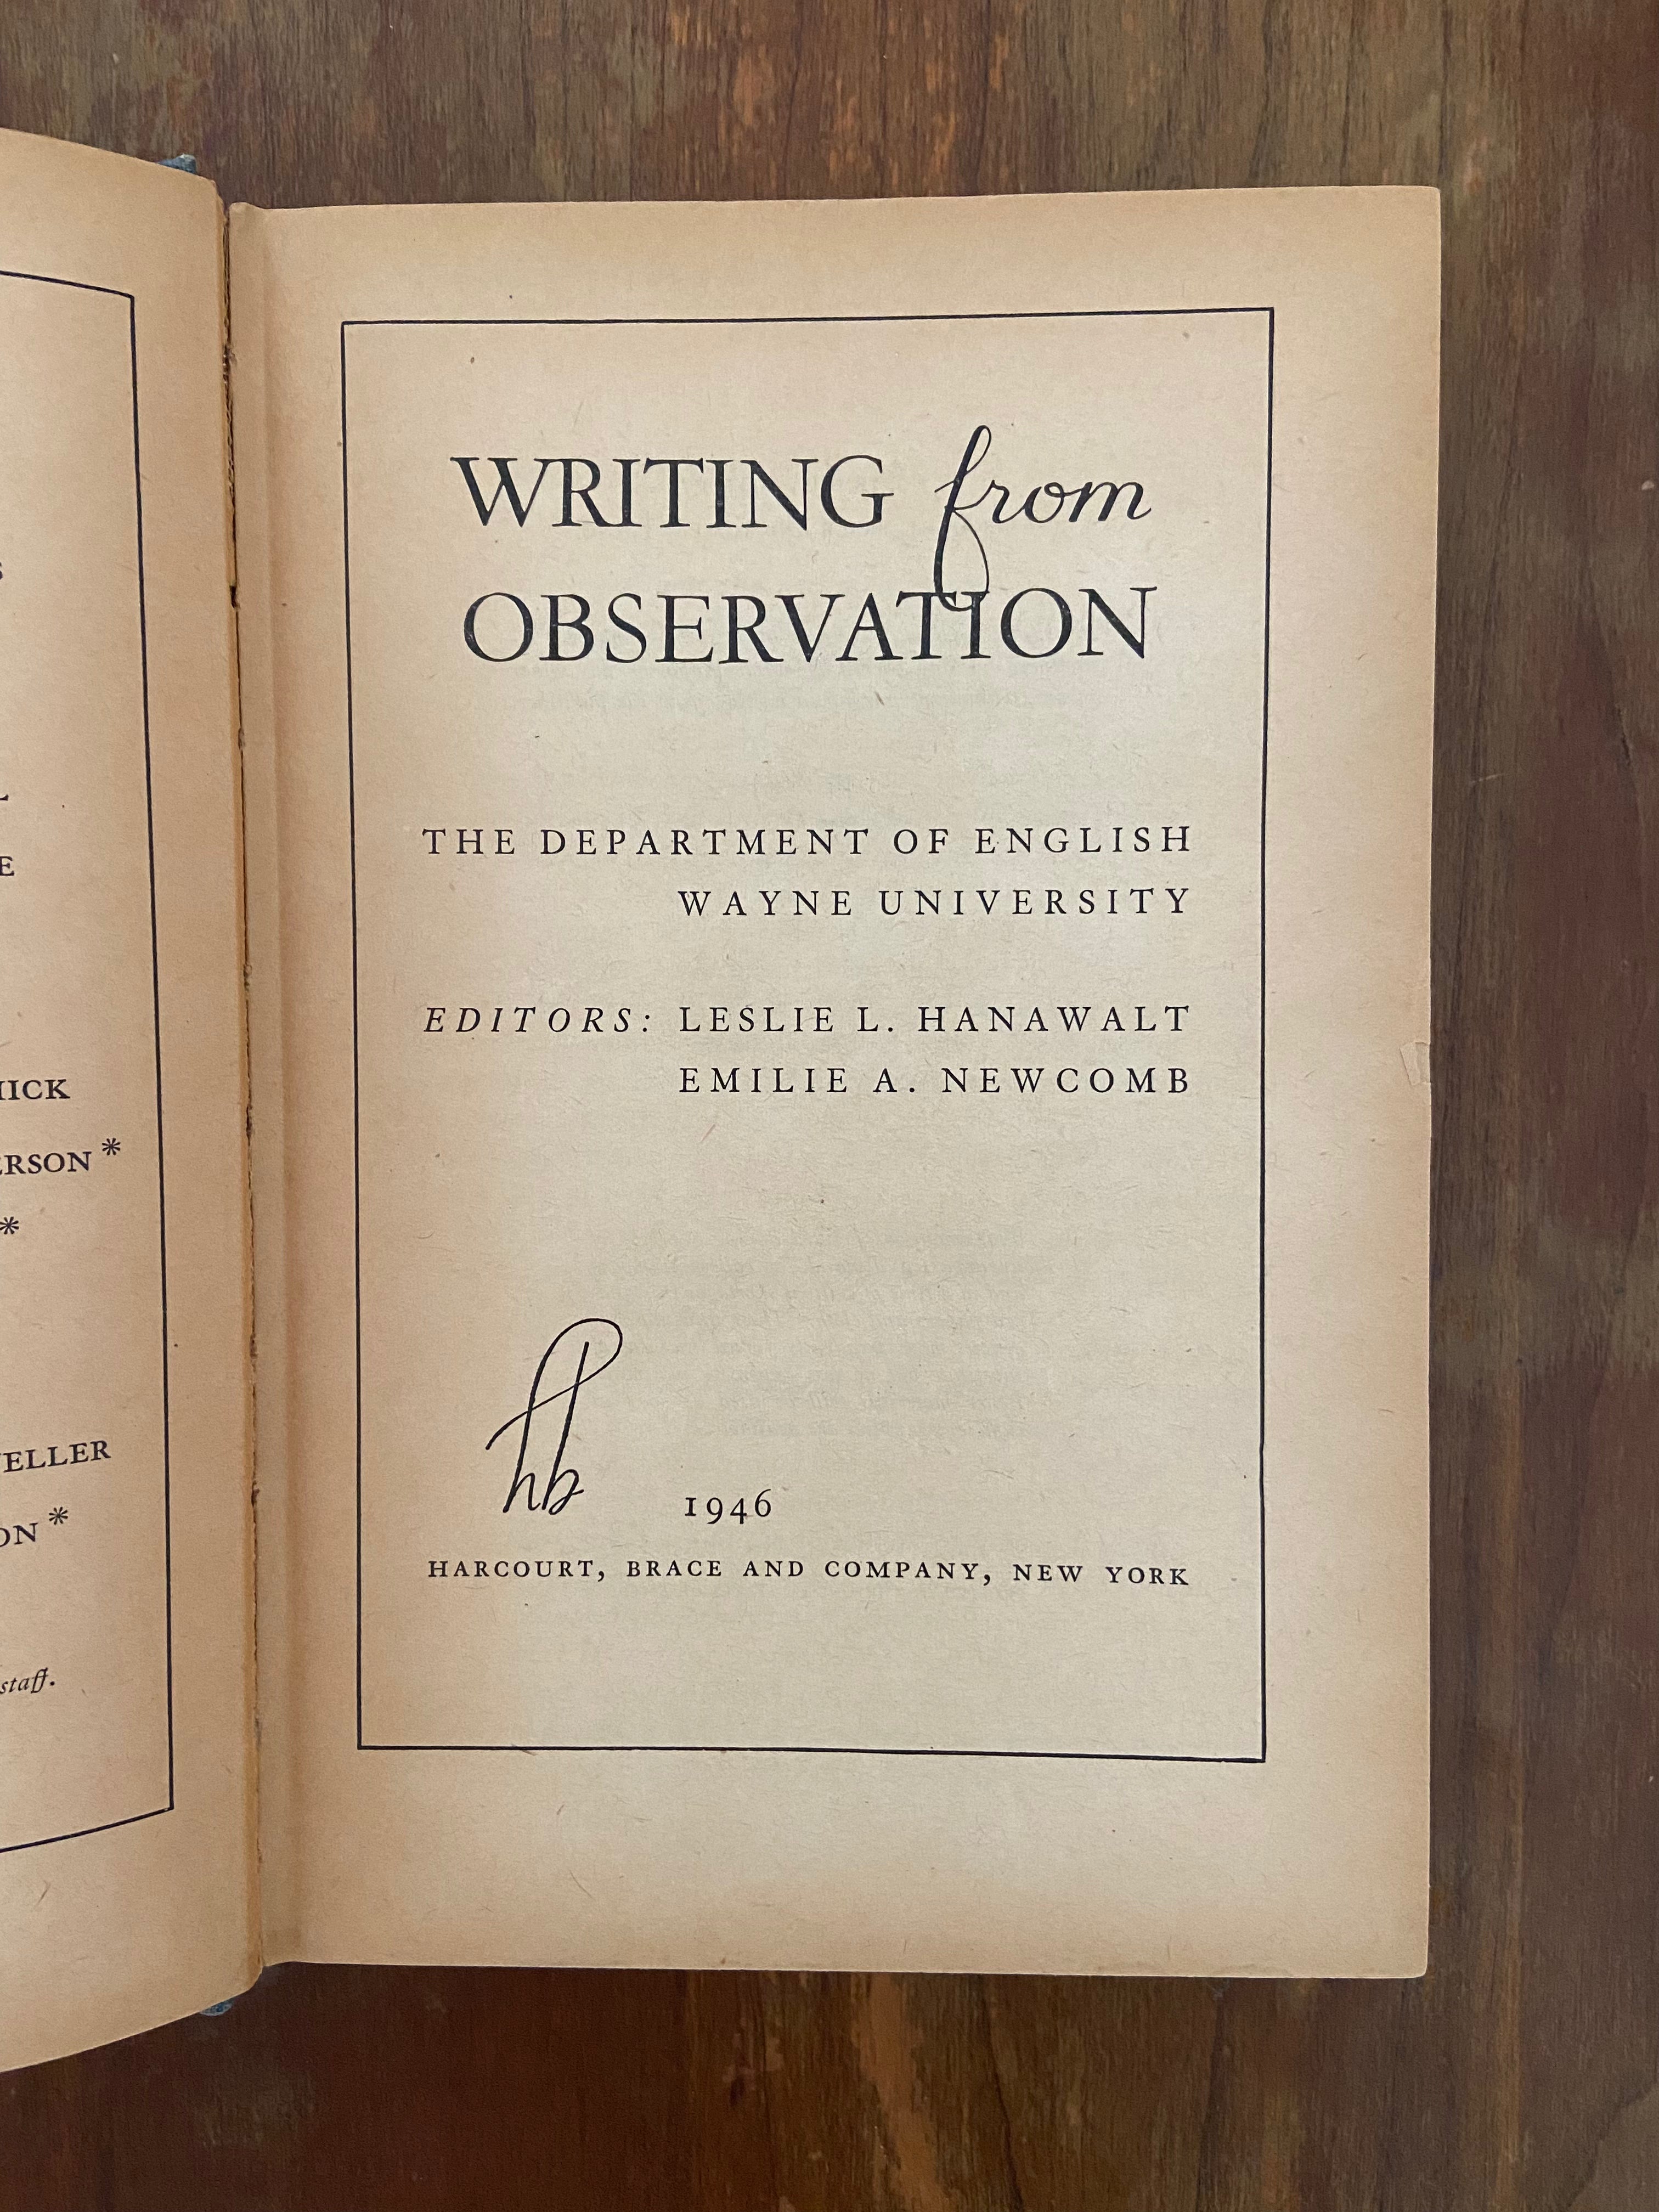 *
*
*
staff.
WRITING from
OBSERVATION
THE DEPARTMENT OF ENGLISH
WAYNE UNIVERSITY
EDITORS: LESLIE L. HANAWALT
EMILIE A. NEWCOMB
hb
1946
HARCOURT, BRACE AND COMPANY, NEW YORK